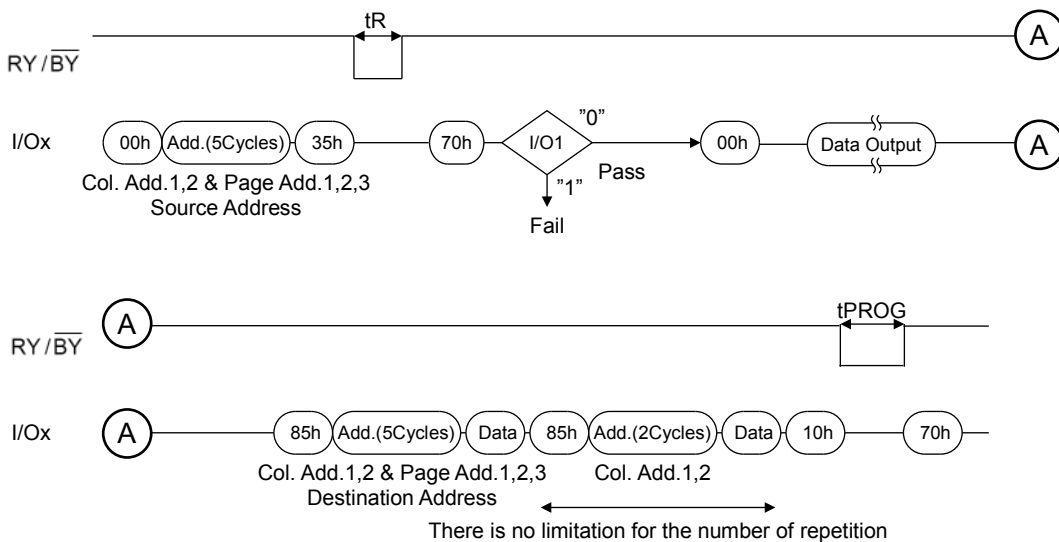 tR
A
RY/BY
I/Ox
00h Add.(5Cycles) 35h 70h I/O1 "0" Pass 00h Data Output A
"1"
Fail
Col. Add.1,2 & Page Add.1,2,3
Source Address
A
tPROG
RY/BY
I/Ox
A 85h Add.(5Cycles) Data 85h Add.(2Cycles) Data 10h 70h
Col. Add.1,2 & Page Add.1,2,3 Col. Add.1,2
Destination Address
There is no limitation for the number of repetition